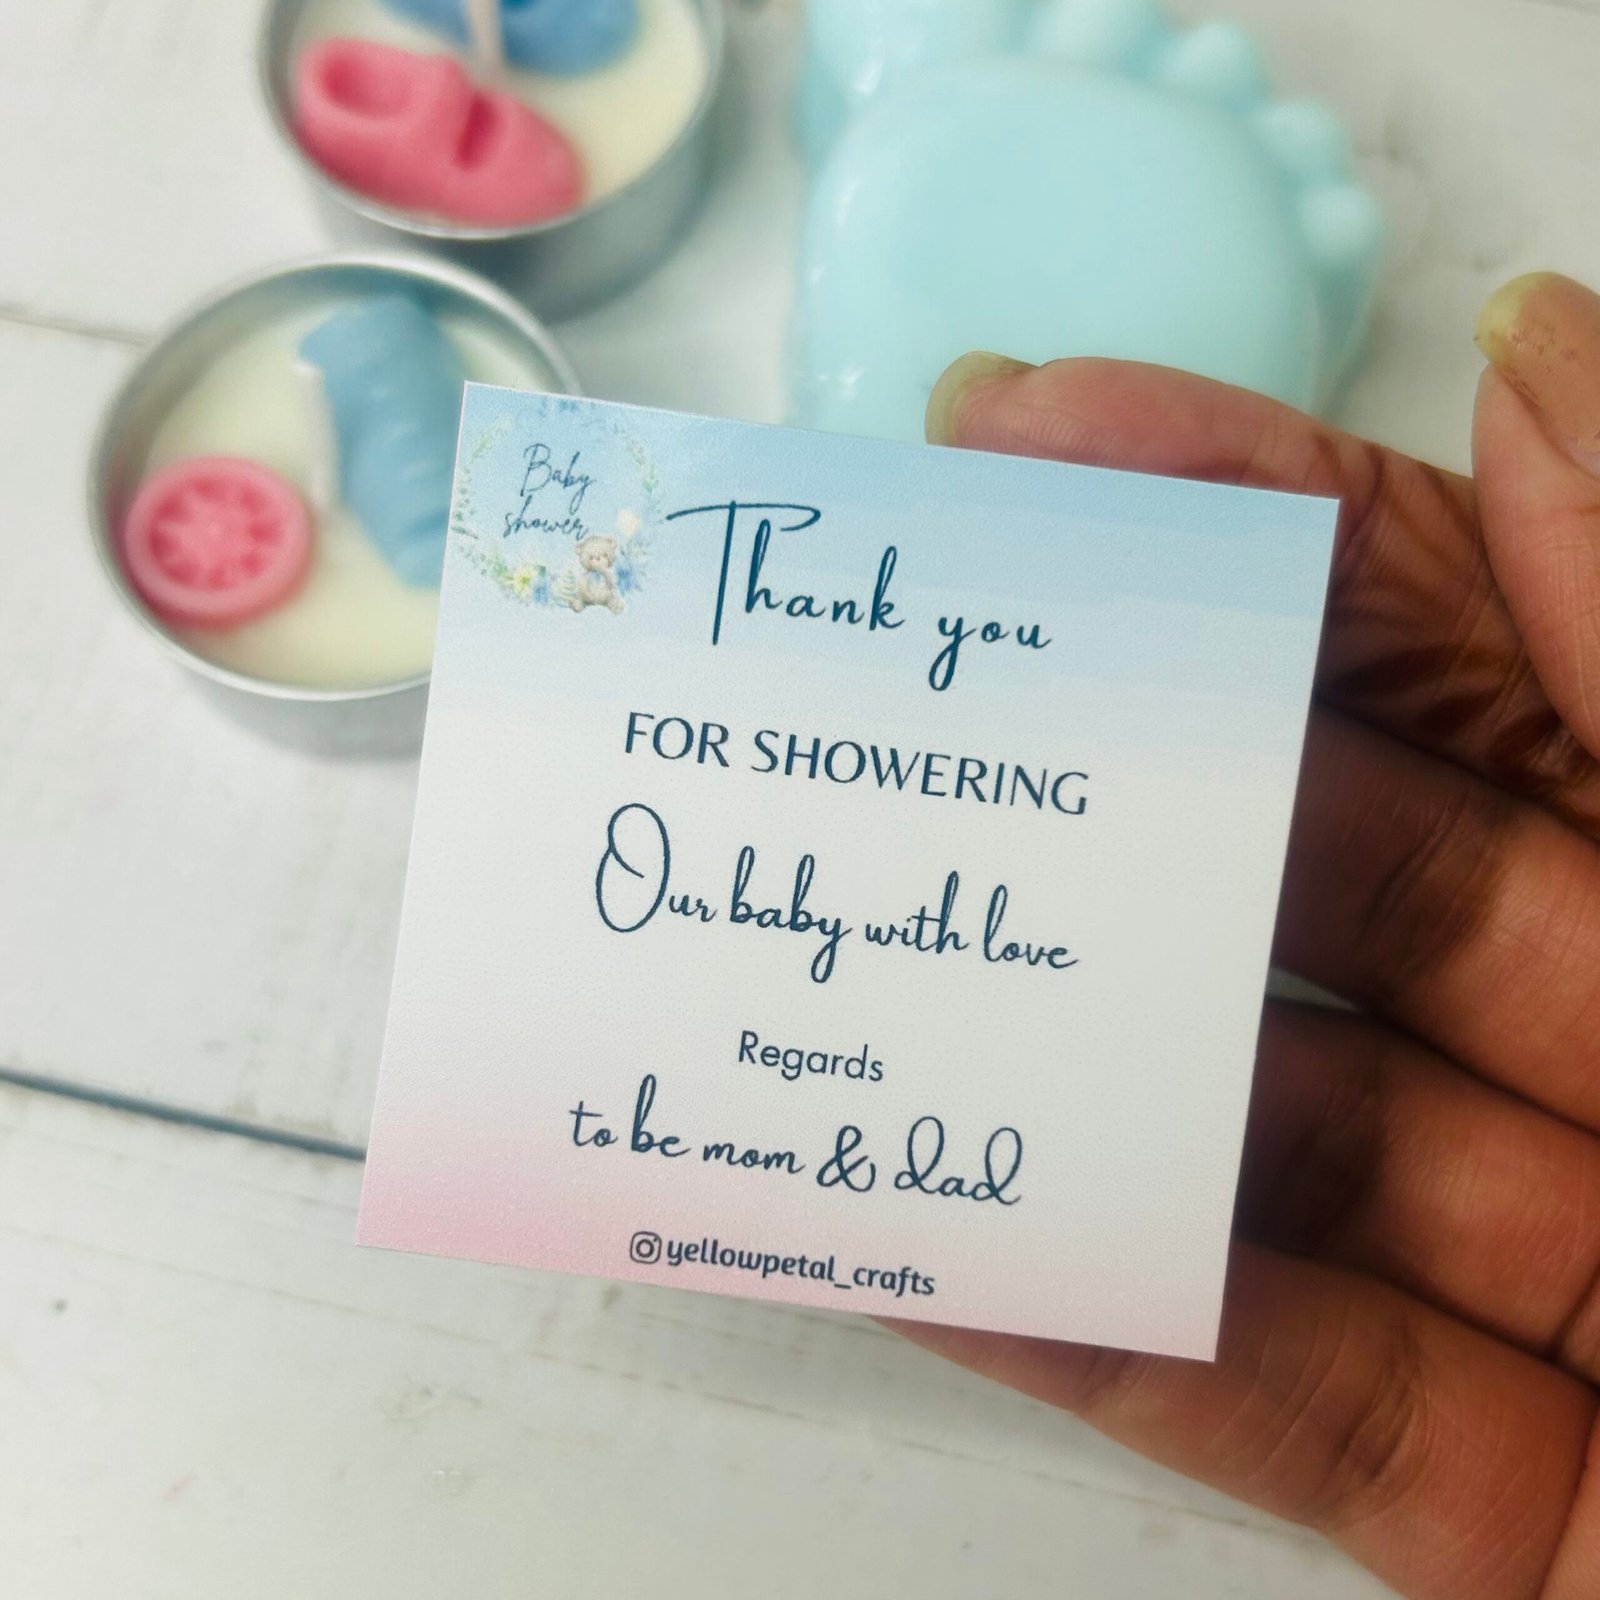 Baby
shower
Thank you
FOR SHOWERING
Our baby with love
Regards
to be mom & dad
yellowpetal_crafts